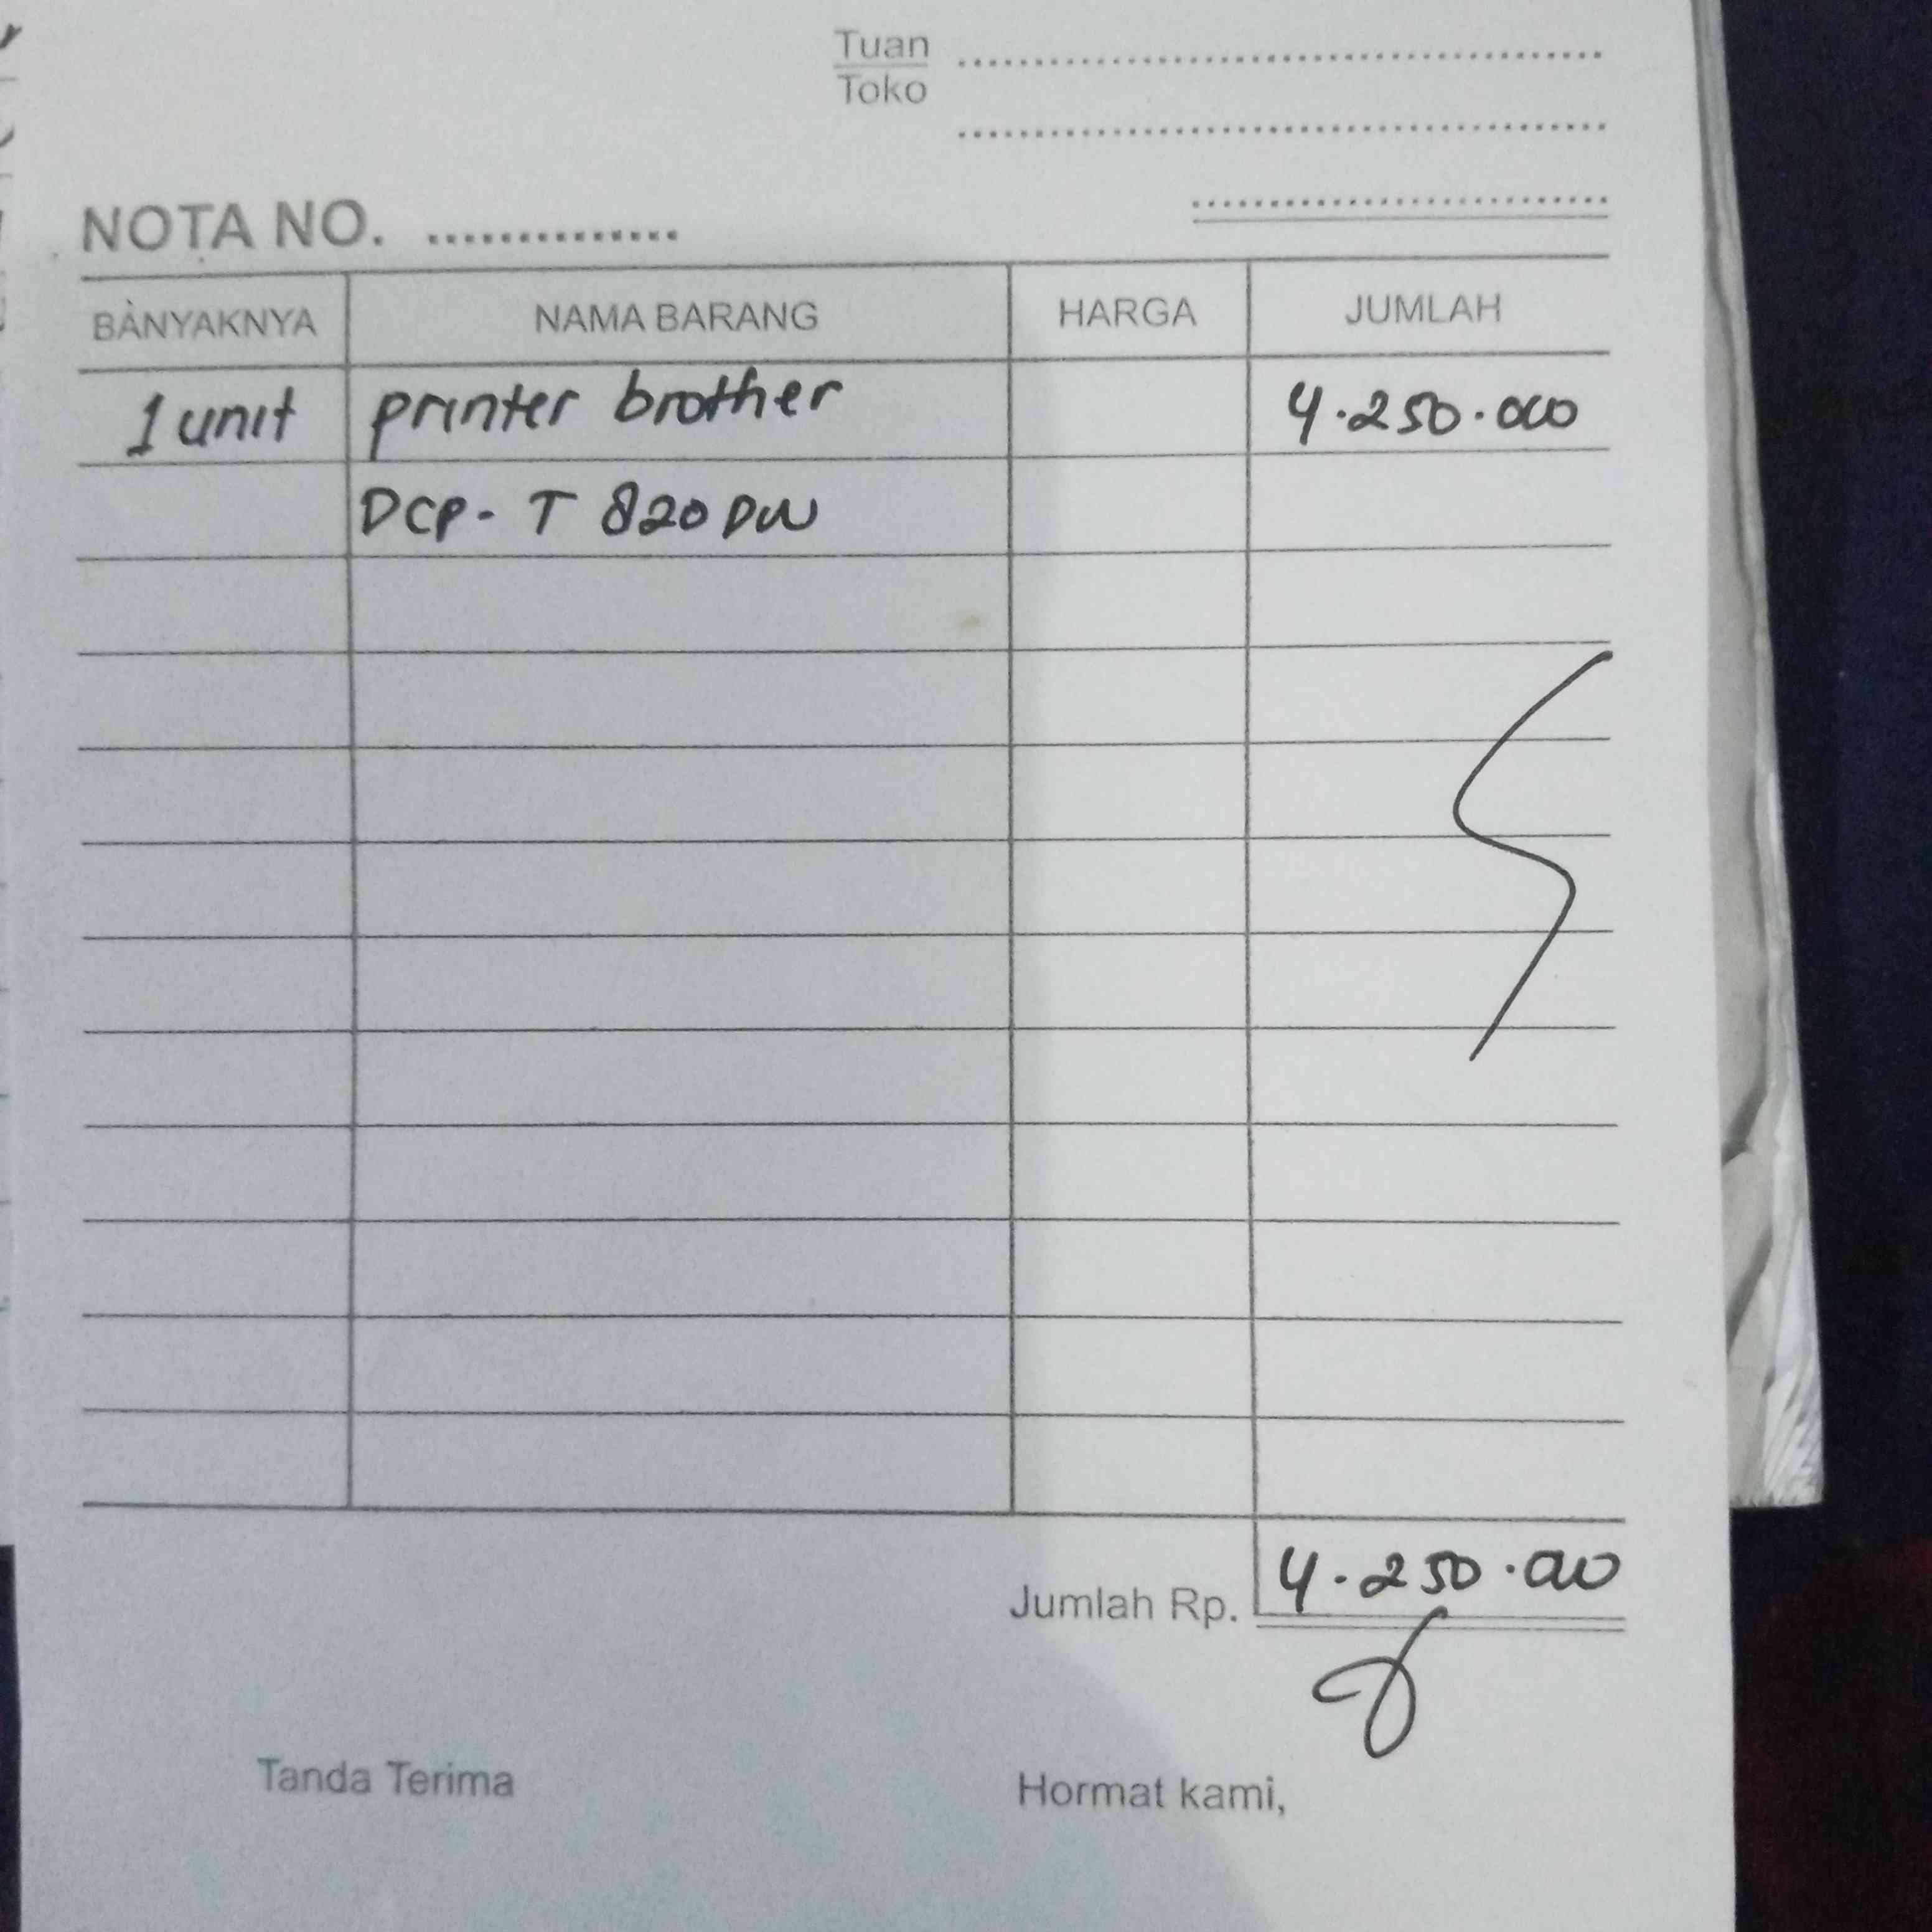 Tuan
Toko
NOTA NO. ...............
BANYAKNYA NAMA BARANG HARGA JUMLAH
1 unit printer brother 4.250.000
DCP- T 820 DW
Jumlah Rp. 4.250.000
Tanda Terima Hormat kami,